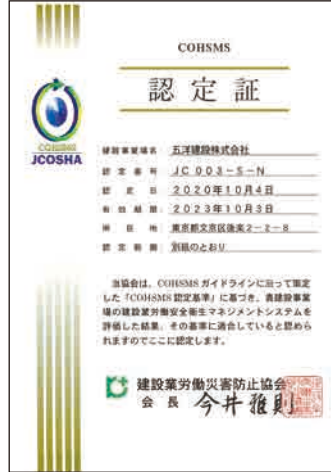 COHSMS
認定証
COHSMS
JCOSHA
建設事業場名 五洋建設株式会社
認定番号 JC003-S-N
認定日 2020年10月4日
有効期限 2023年10月3日
所在地 東京都文京区後楽2-2-8
認定範囲 別紙のとおり
当協会は、COHSMSガイドラインに沿って策定
した「COHSMS認定基準」に基づき、貴建設事業
場の建設業労働安全衛生マネジメントシステムを
評価した結果、その基準に適合していると認めら
れますのでここに認定します。
建設業労働災害防止協会
会長 今井雅則